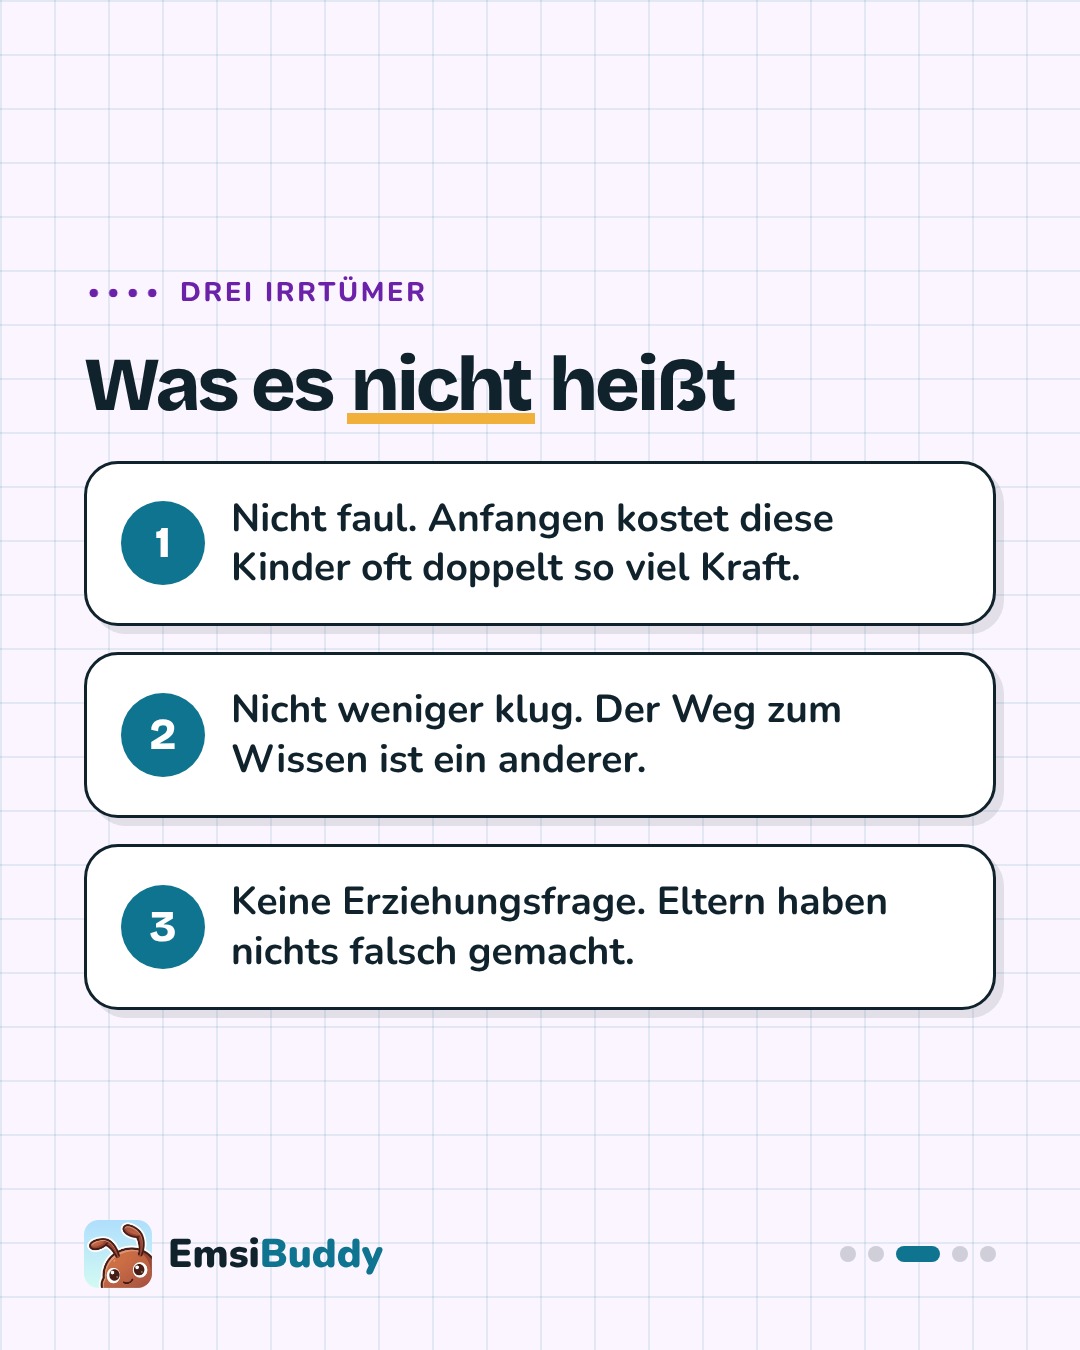 DREI IRRTÜMER
Was es nicht heißt
1
Nicht faul. Anfangen kostet diese
Kinder oft doppelt so viel Kraft.
2
Nicht weniger klug. Der Weg zum
Wissen ist ein anderer.
3
Keine Erziehungsfrage. Eltern haben
nichts falsch gemacht.
EmsiBuddy